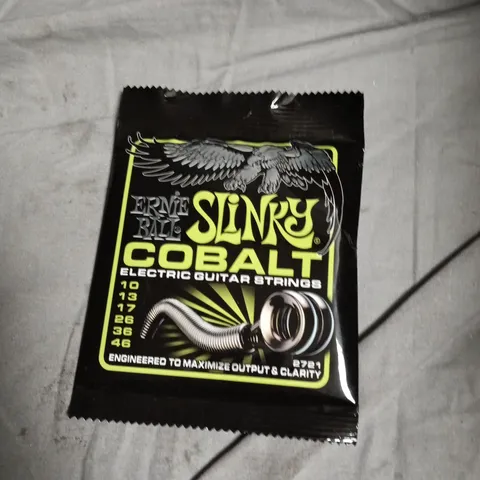 ERNIE BALL SLINKY®
COBALT
ELECTRIC GUITAR STRINGS
10
13
17
26
36
46
2721
ENGINEERED TO MAXIMIZE OUTPUT & CLARITY